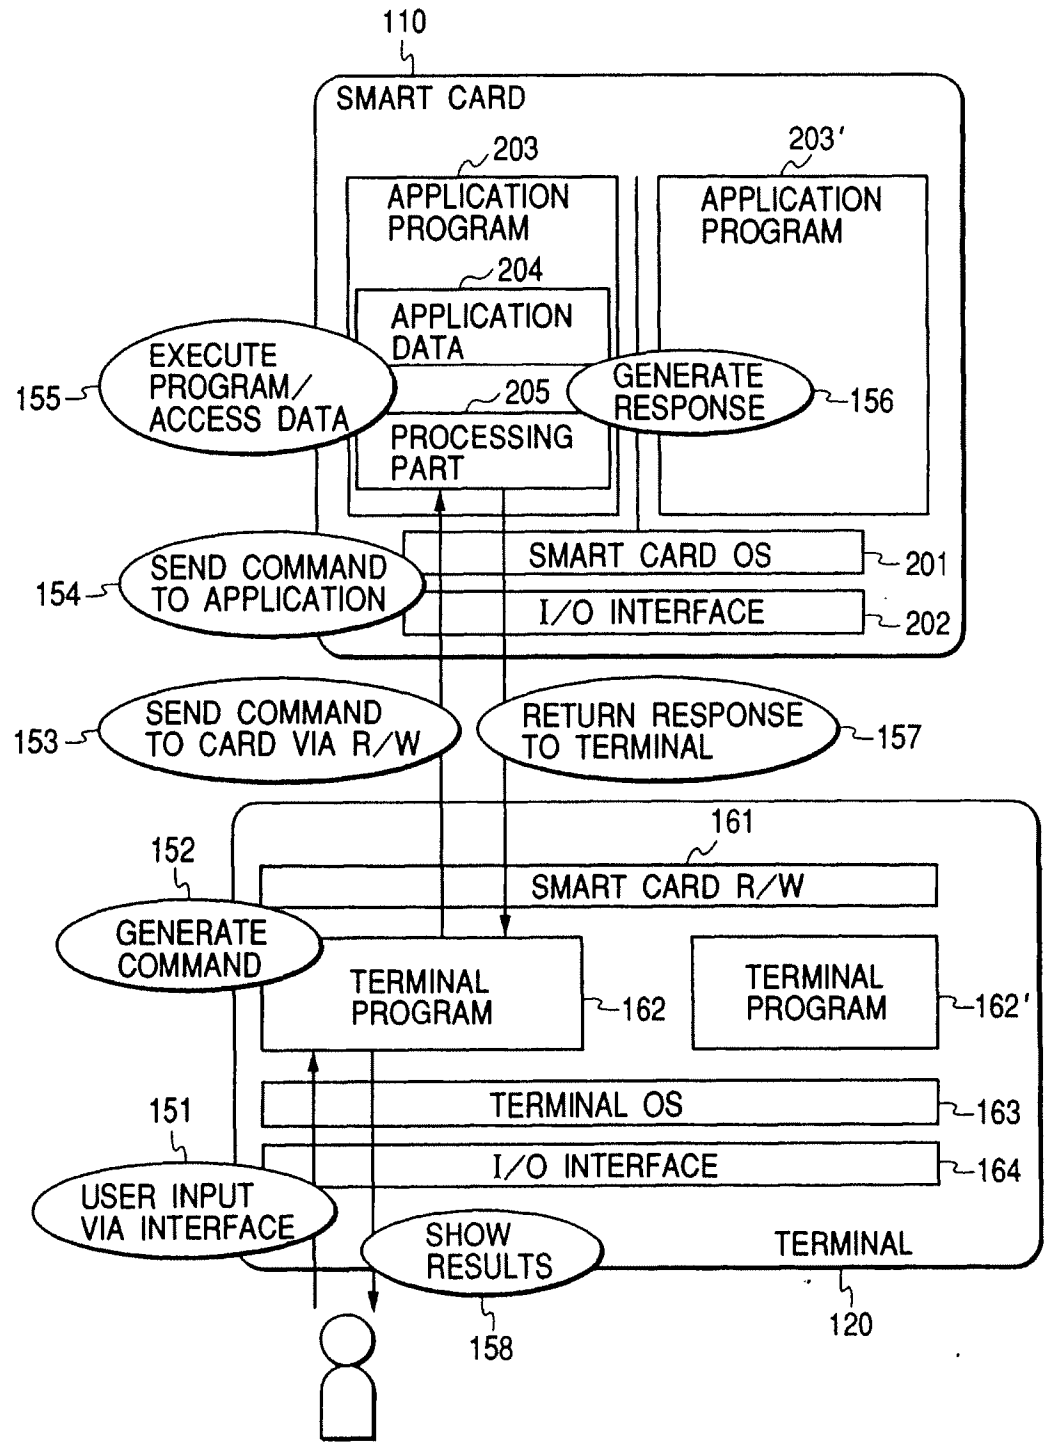 110
SMART CARD
203
203'
APPLICATION
PROGRAM
APPLICATION
PROGRAM
204
APPLICATION
DATA
EXECUTE
PROGRAM/
ACCESS DATA
155
205
GENERATE
RESPONSE
156
PROCESSING
PART
SMART CARD OS
201
SEND COMMAND
TO APPLICATION
154
I/O INTERFACE
202
SEND COMMAND
TO CARD VIA R/W
153
RETURN RESPONSE
TO TERMINAL
157
161
152
SMART CARD R/W
GENERATE
COMMAND
TERMINAL
PROGRAM
162
TERMINAL
PROGRAM
162'
TERMINAL OS
163
151
I/O INTERFACE
164
USER INPUT
VIA INTERFACE
SHOW
RESULTS
TERMINAL
158
120